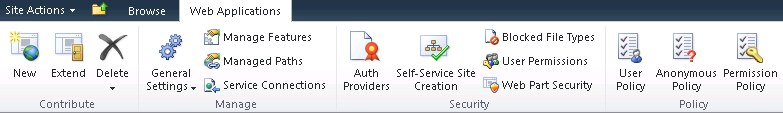 Site Actions Browse Web Applications
New Extend Delete
Contribute
General Settings
Manage Features
Managed Paths
Service Connections
Manage
Auth Providers
Self-Service Site Creation
Blocked File Types
User Permissions
Web Part Security
Security
User Policy
Anonymous Policy
Permission Policy
Policy